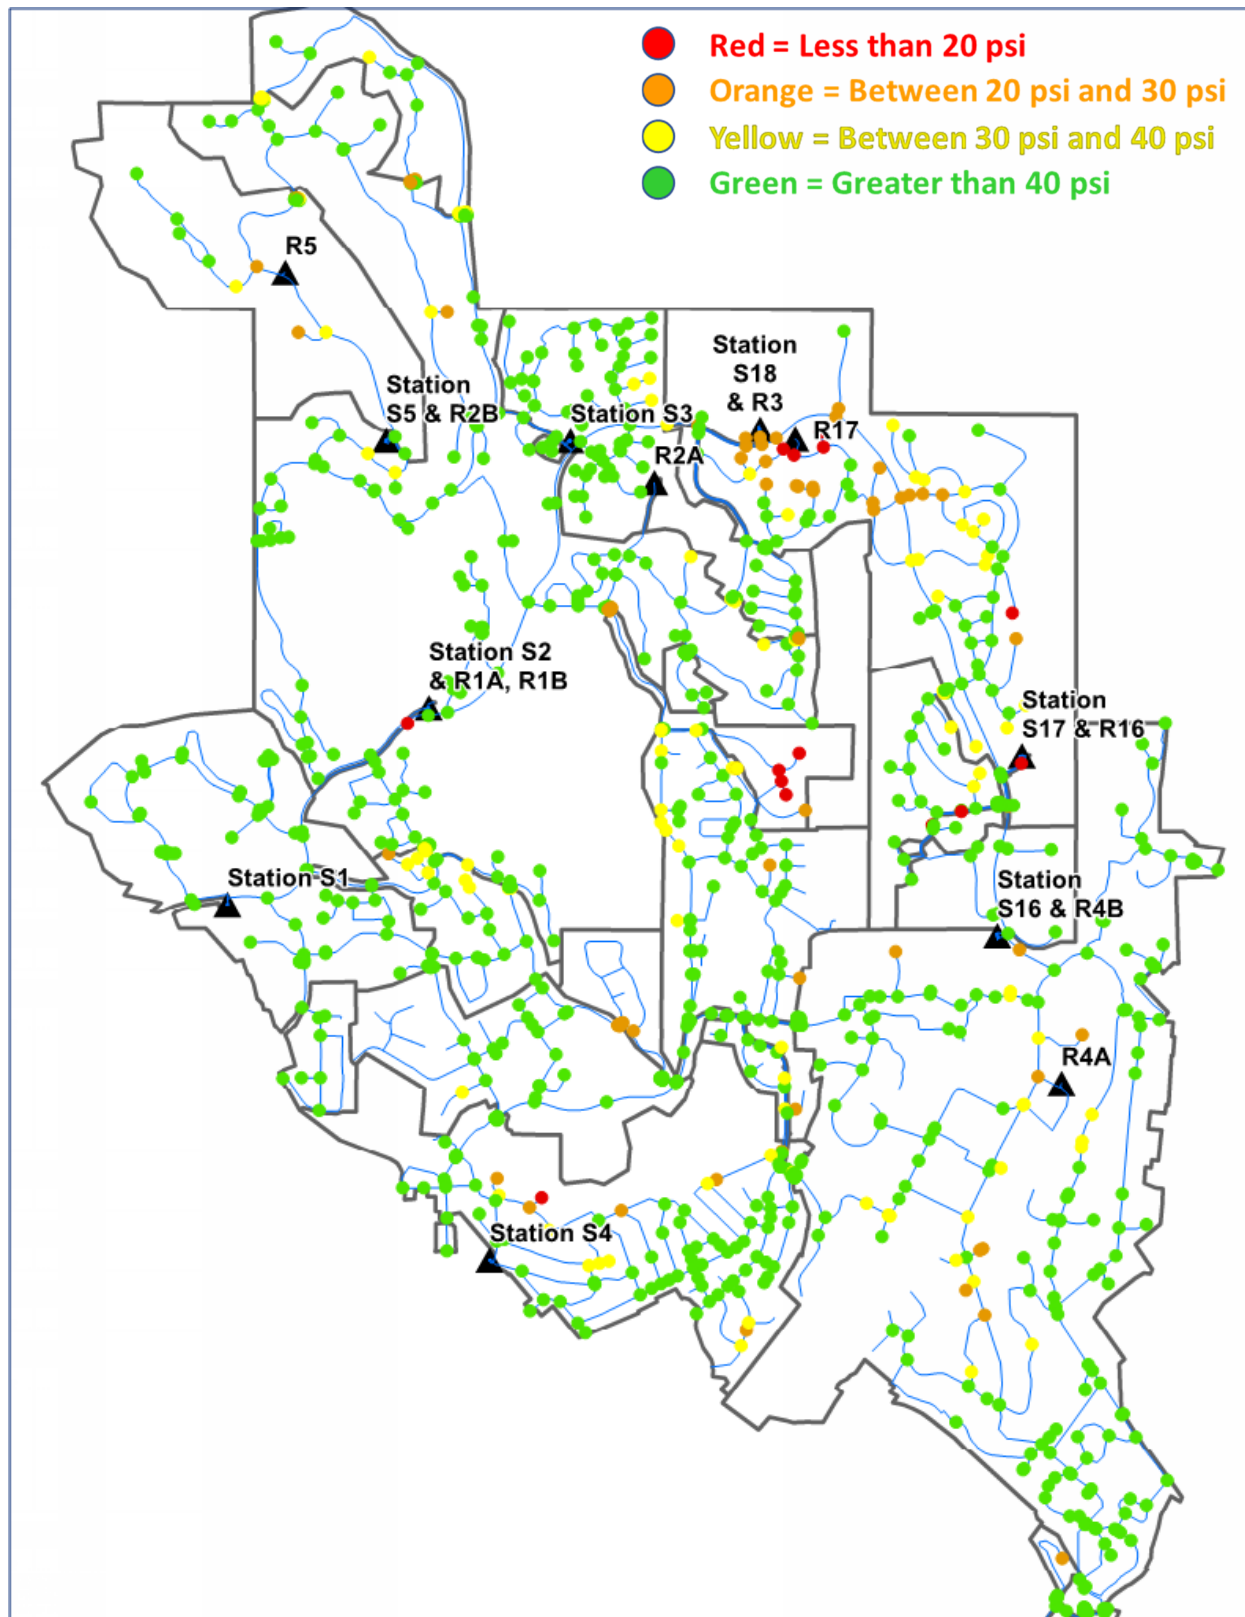 Red = Less than 20 psi
Orange = Between 20 psi and 30 psi
Yellow = Between 30 psi and 40 psi
Green = Greater than 40 psi
R5
Station
S18
& R3
Station
S5 & R2B
Station S3
R17
R2A
Station S2
& R1A, R1B
Station
S17 & R16
Station S1
Station
S16 & R4B
R4A
Station S4